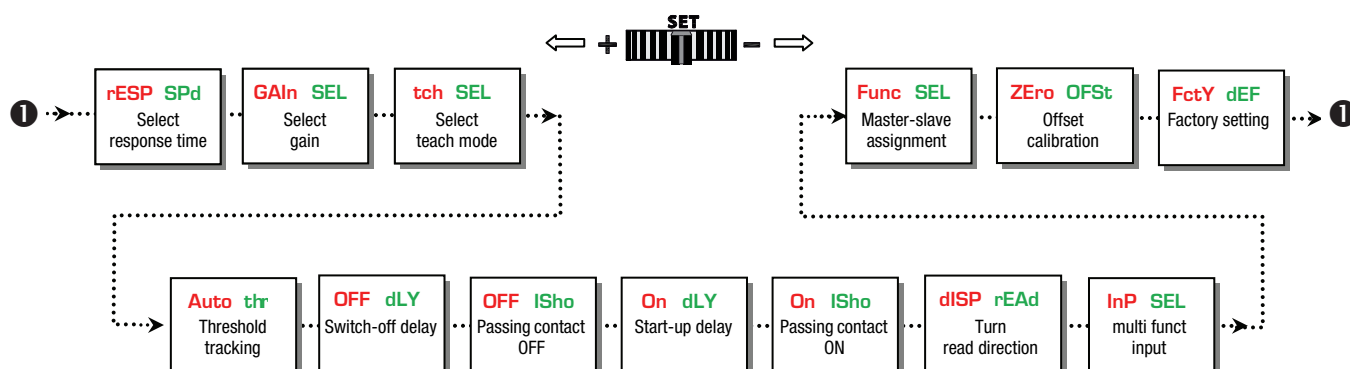 SET
+ -
1
rESP SPd
Select
response time
GAIn SEL
Select
gain
tch SEL
Select
teach mode
Func SEL
Master-slave
assignment
ZEro OFSt
Offset
calibration
FctY dEF
Factory setting
1
Auto thr
Threshold
tracking
OFF dLY
Switch-off delay
OFF ISho
Passing contact
OFF
On dLY
Start-up delay
On ISho
Passing contact
ON
dISP rEAd
Turn
read direction
InP SEL
multi funct
input